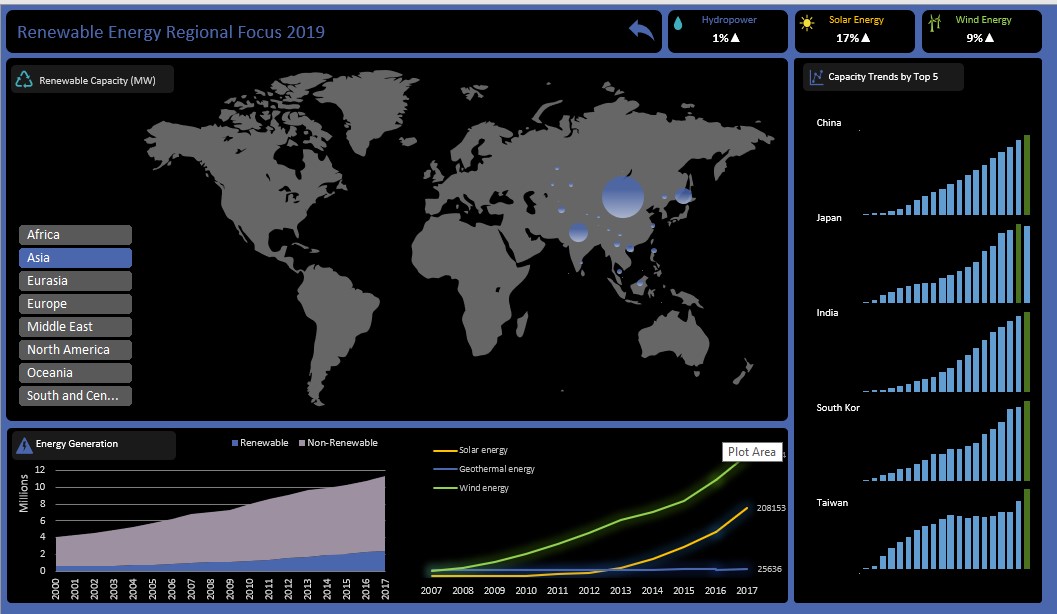 Renewable Energy Regional Focus 2019
Hydropower
1%▲
Solar Energy
17%▲
Wind Energy
9%▲
Renewable Capacity (MW)
Africa
Asia
Eurasia
Europe
Middle East
North America
Oceania
South and Cen...
Capacity Trends by Top 5
China
Japan
India
South Kor
Taiwan
Energy Generation
Renewable
Non-Renewable
Millions
12
10
8
6
4
2
0
2000 2001 2002 2003 2004 2005 2006 2007 2008 2009 2010 2011 2012 2013 2014 2015 2016 2017
Solar energy
Geothermal energy
Wind energy
Plot Area
1
208153
25636
2007 2008 2009 2010 2011 2012 2013 2014 2015 2016 2017